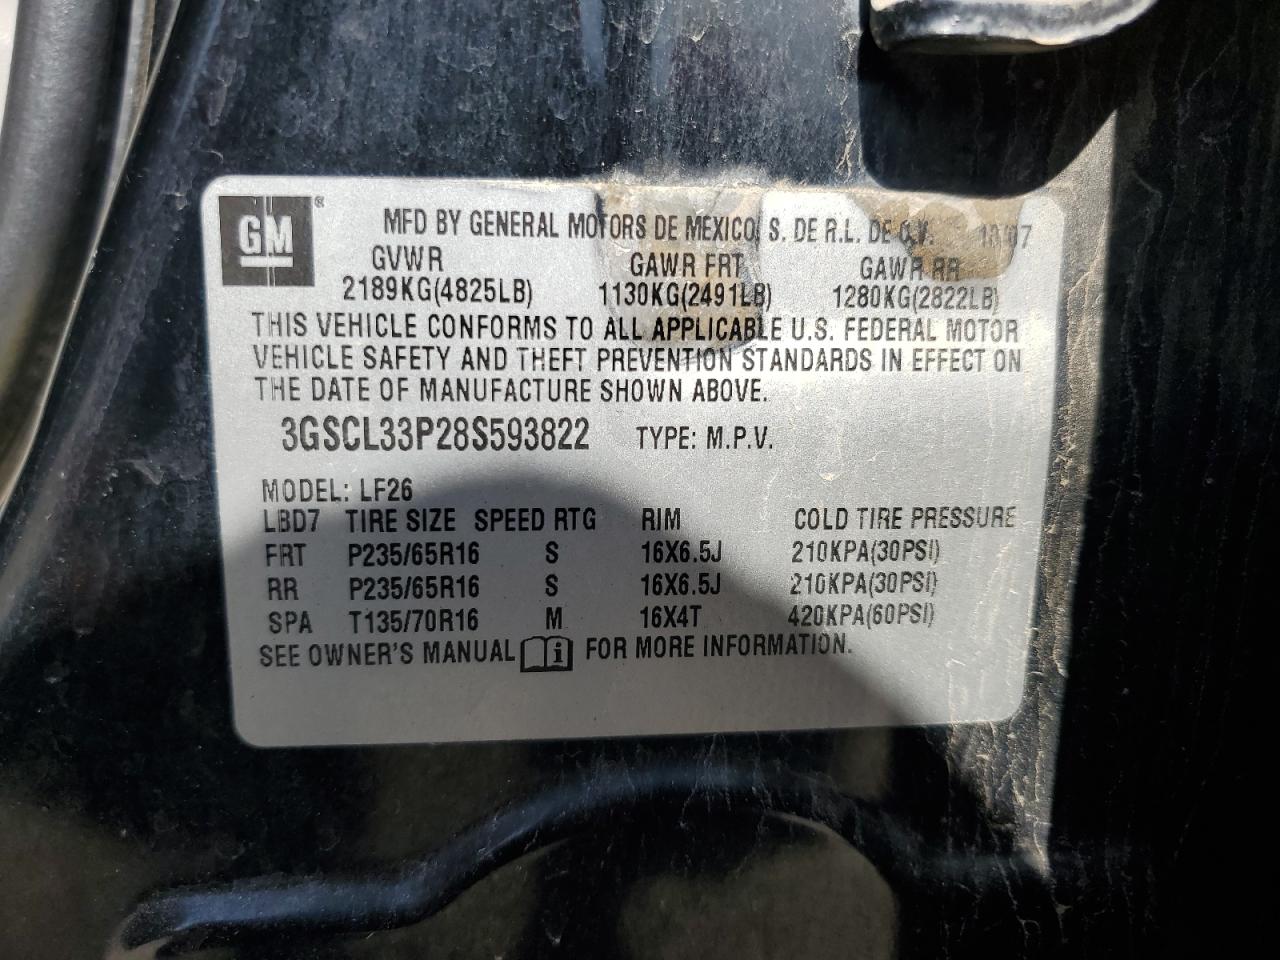 GM ® MFD BY GENERAL MOTORS DE MEXICO, S. DE R.L. DE C.V. 10/07
GVWR GAWR FRT GAWR RR
2189KG(4825LB) 1130KG(2491LB) 1280KG(2822LB)
THIS VEHICLE CONFORMS TO ALL APPLICABLE U.S. FEDERAL MOTOR
VEHICLE SAFETY AND THEFT PREVENTION STANDARDS IN EFFECT ON
THE DATE OF MANUFACTURE SHOWN ABOVE.
3GSCL33P28S593822 TYPE: M.P.V.
MODEL: LF26
LBD7 TIRE SIZE SPEED RTG RIM COLD TIRE PRESSURE
FRT P235/65R16 S 16X6.5J 210KPA(30PSI)
RR P235/65R16 S 16X6.5J 210KPA(30PSI)
SPA T135/70R16 M 16X4T 420KPA(60PSI)
SEE OWNER'S MANUAL i FOR MORE INFORMATION.